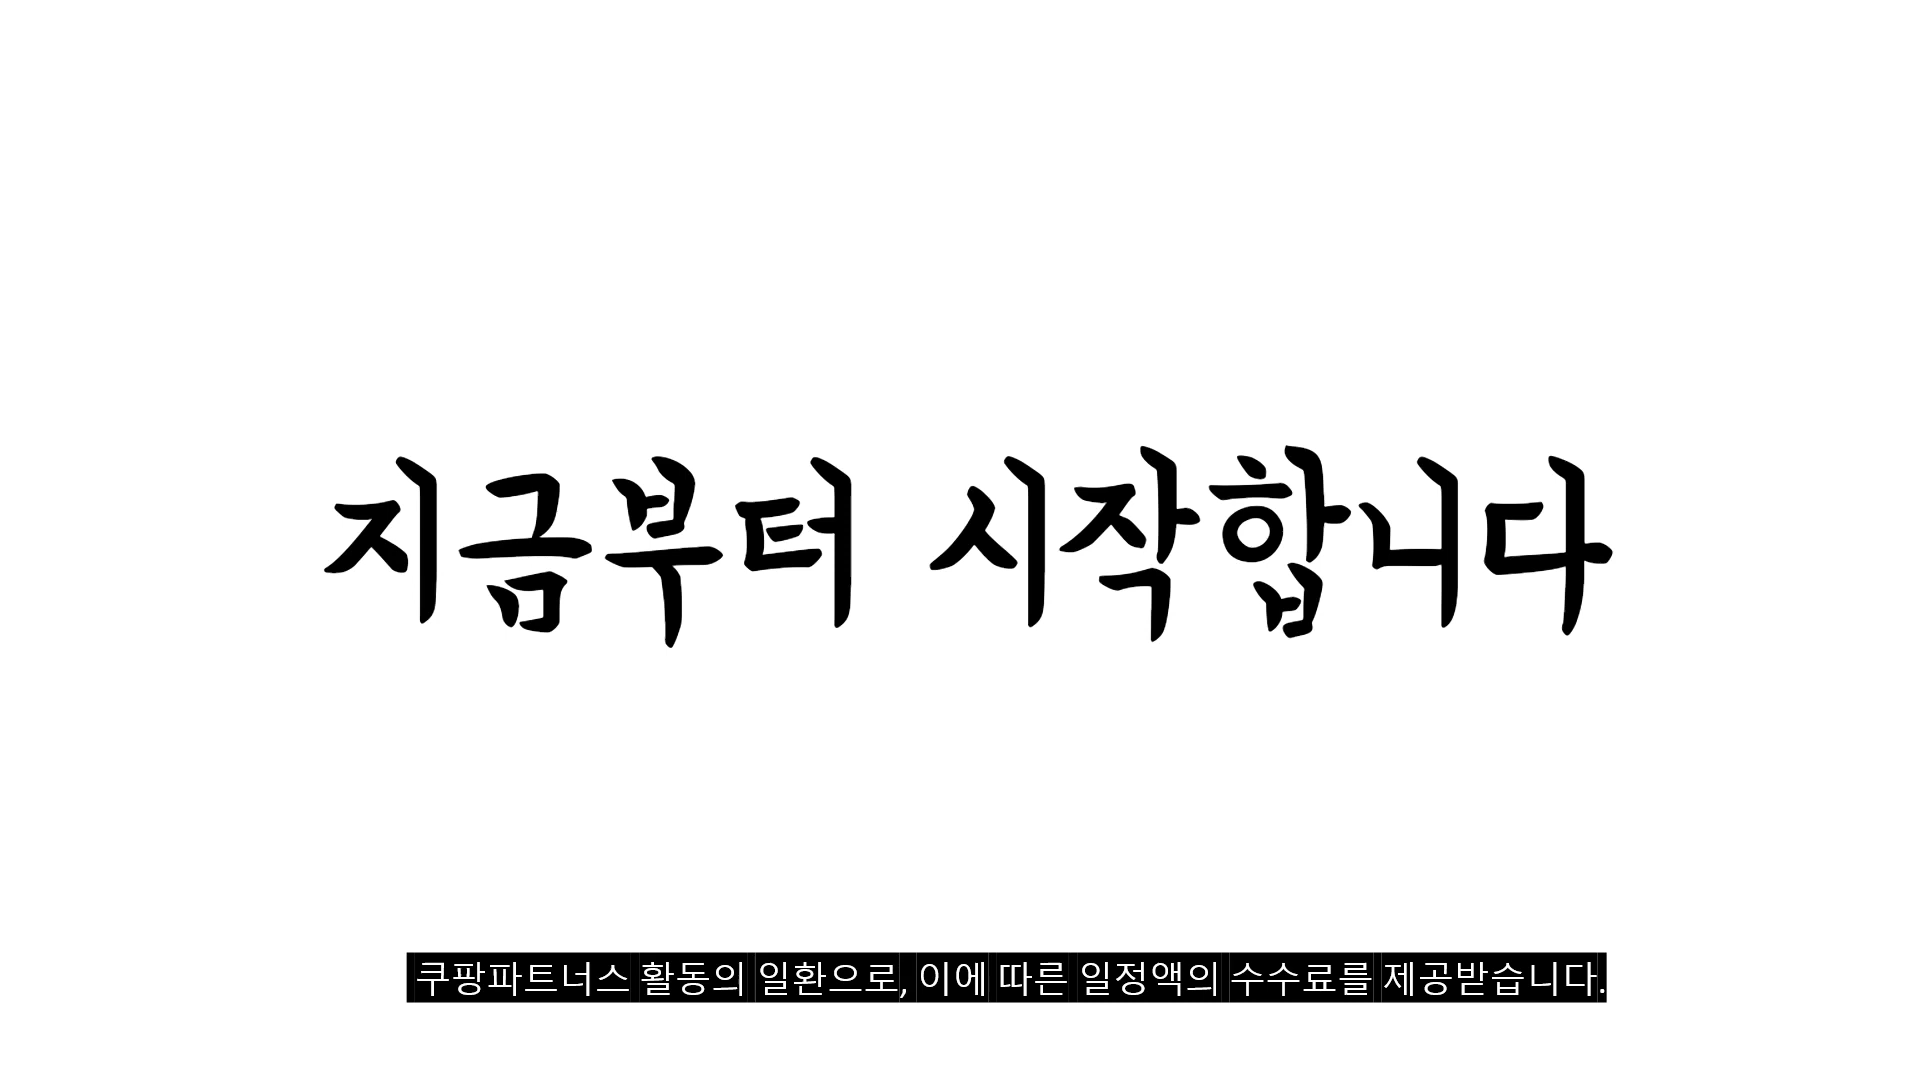 지금부터 시작합니다
쿠팡파트너스 활동의 일환으로, 이에 따른 일정액의 수수료를 제공받습니다.